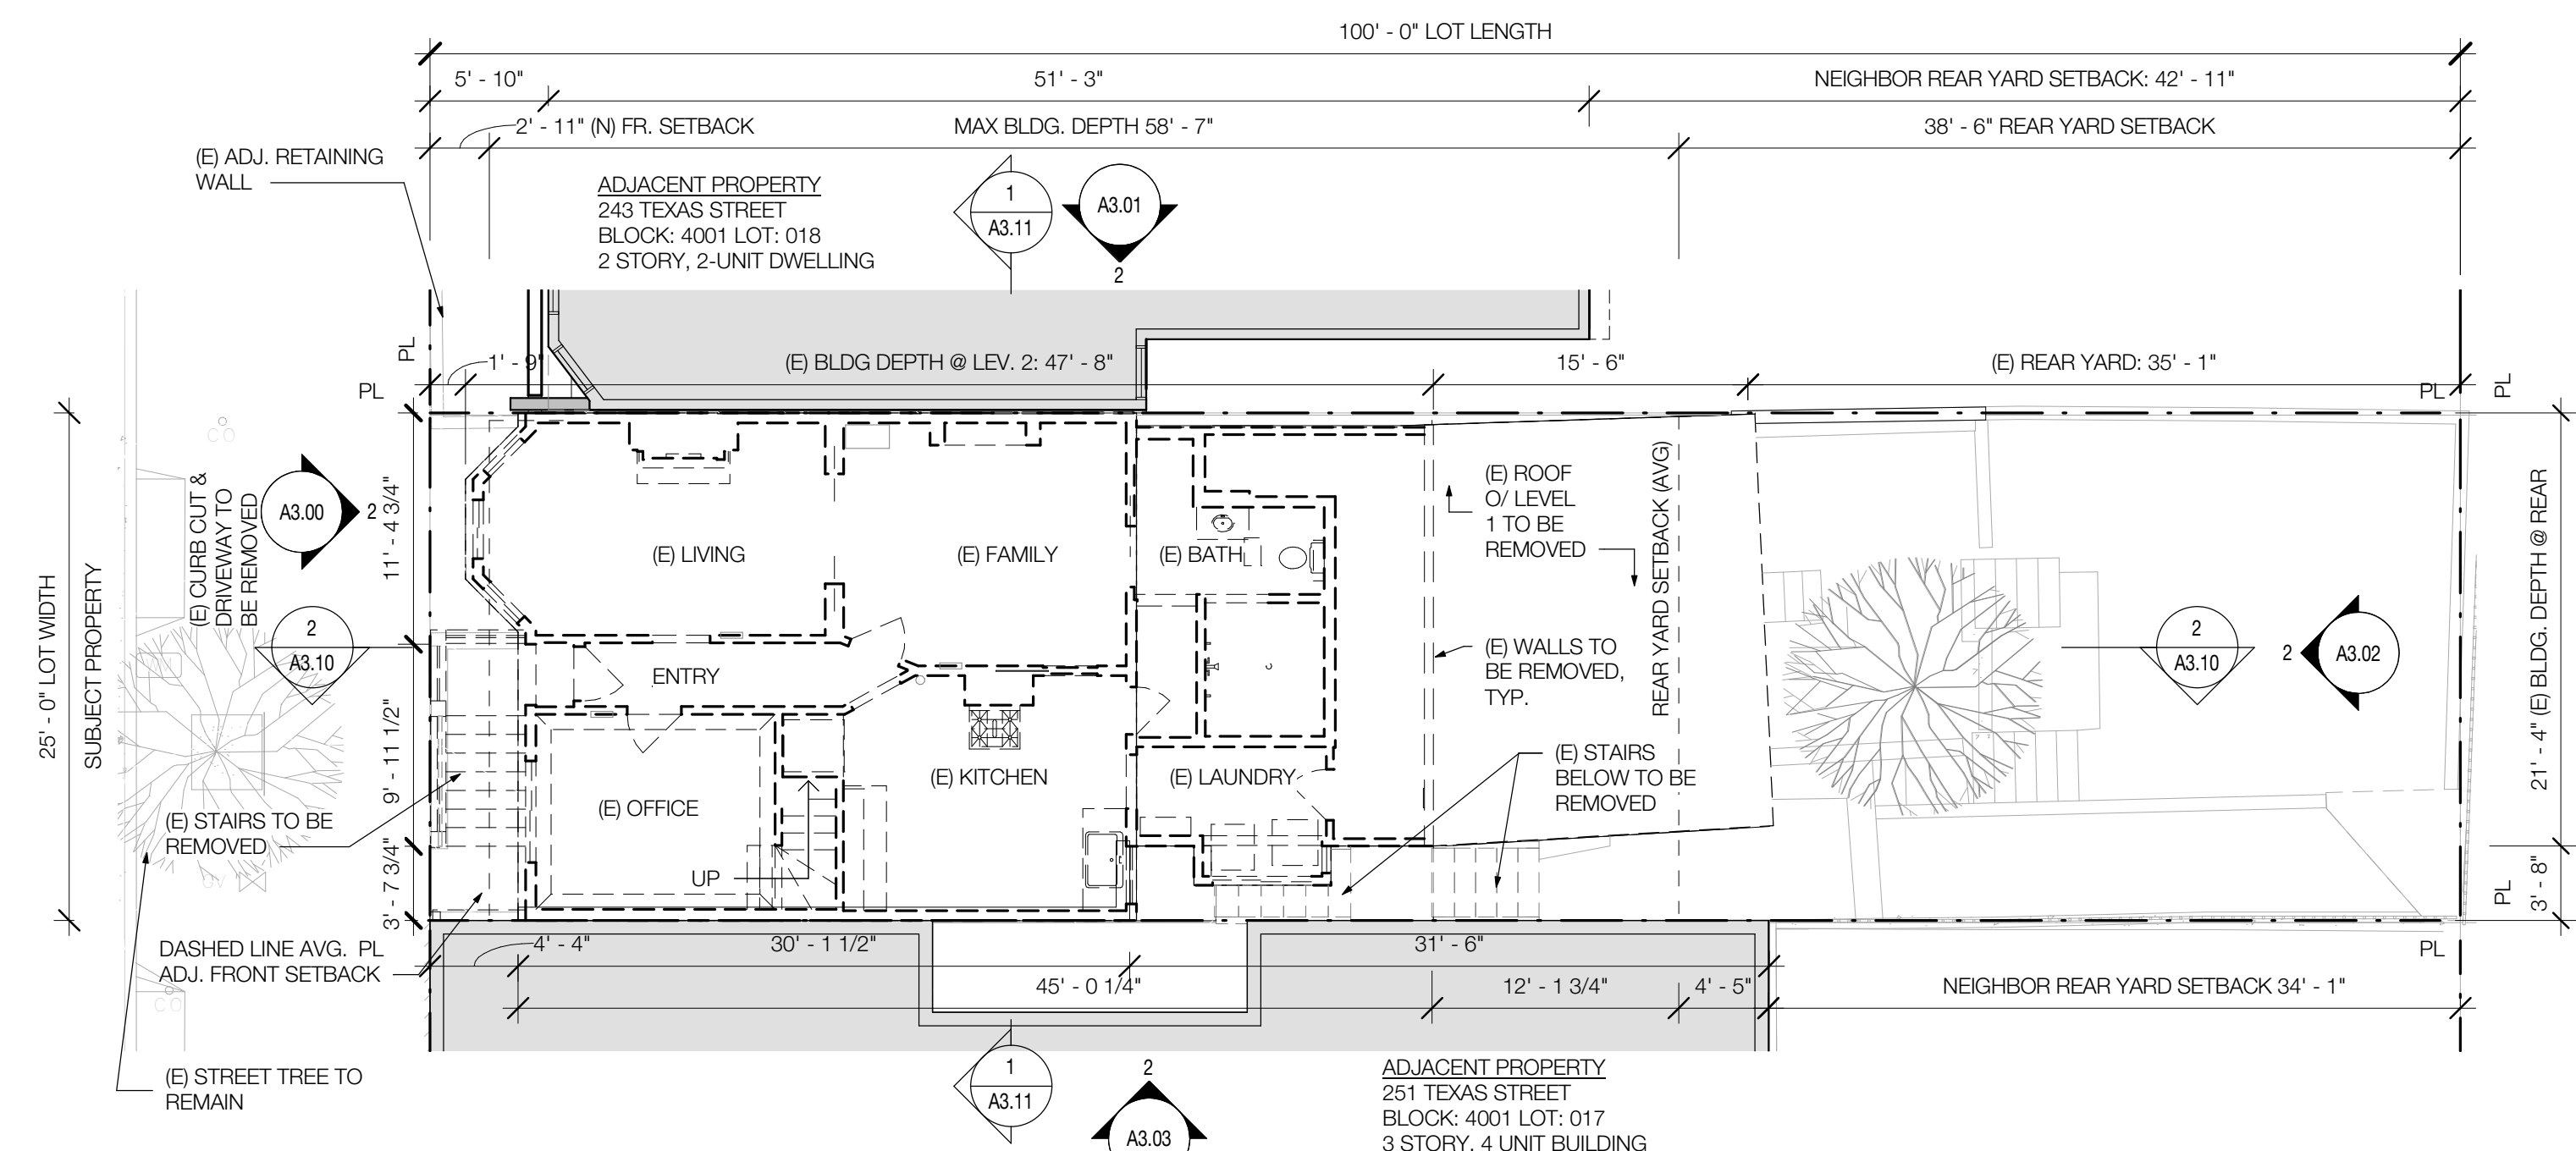 100' - 0" LOT LENGTH
5' - 10"
51' - 3"
NEIGHBOR REAR YARD SETBACK: 42' - 11"
2' - 11" (N) FR. SETBACK
MAX BLDG. DEPTH 58' - 7"
38' - 6" REAR YARD SETBACK
(E) ADJ. RETAINING
WALL
ADJACENT PROPERTY
243 TEXAS STREET
BLOCK: 4001 LOT: 018
2 STORY, 2-UNIT DWELLING
1
A3.11
A3.01
2
PL
PL
1' - 9"
(E) BLDG DEPTH @ LEV. 2: 47' - 8"
15' - 6"
(E) REAR YARD: 35' - 1"
PL
PL
25' - 0" LOT WIDTH
SUBJECT PROPERTY
CO
(E) CURB CUT &
DRIVEWAY TO
BE REMOVED
A3.00
2
11' - 4 3/4"
9' - 11 1/2"
3' - 7 3/4"
2
A3.10
(E) LIVING
(E) FAMILY
(E) BATH
(E) ROOF
O/ LEVEL
1 TO BE
REMOVED
REAR YARD SETBACK (AVG)
ENTRY
(E) WALLS TO
BE REMOVED,
TYP.
2
A3.10
2
A3.02
21' - 4" (E) BLDG. DEPTH @ REAR
3' - 8"
(E) OFFICE
(E) KITCHEN
(E) LAUNDRY
(E) STAIRS
BELOW TO BE
REMOVED
UP
(E) STAIRS TO BE
REMOVED
GV
DASHED LINE AVG. PL
ADJ. FRONT SETBACK
CO
4' - 4"
30' - 1 1/2"
31' - 6"
PL
PL
45' - 0 1/4"
12' - 1 3/4"
4' - 5"
NEIGHBOR REAR YARD SETBACK 34' - 1"
(E) STREET TREE TO
REMAIN
1
A3.11
2
A3.03
ADJACENT PROPERTY
251 TEXAS STREET
BLOCK: 4001 LOT: 017
3 STORY, 4 UNIT BUILDING